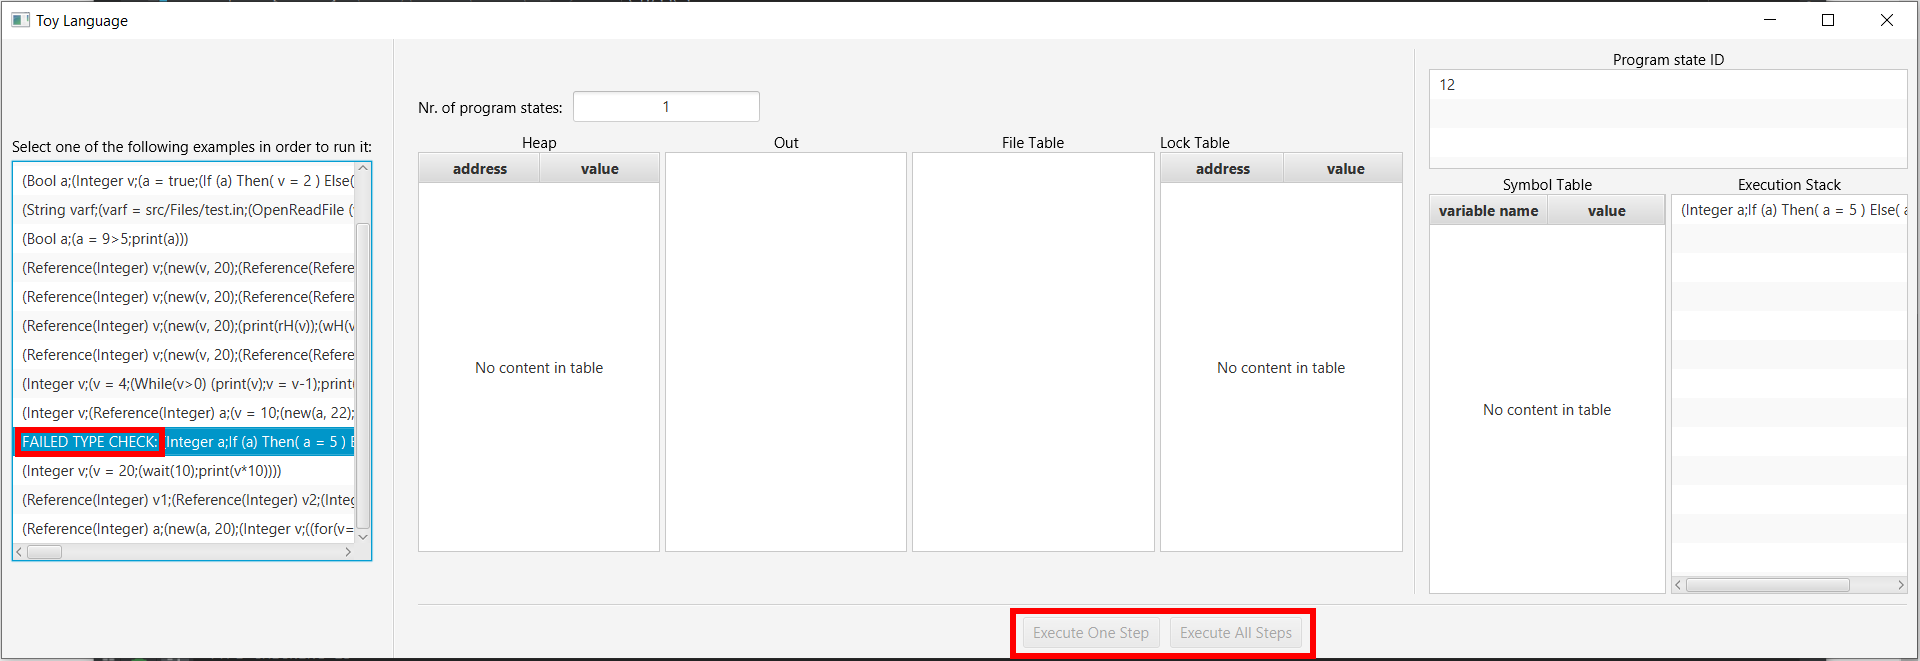 Toy Language
Select one of the following examples in order to run it:
(Bool a;(Integer v;(a = true;(If (a) Then( v = 2 ) Else(
(String varf;(varf = src/Files/test.in;(OpenReadFile (
(Bool a;(a = 9>5;print(a)))
(Reference(Integer) v;(new(v, 20);(Reference(Refere
(Reference(Integer) v;(new(v, 20);(Reference(Refere
(Reference(Integer) v;(new(v, 20);(print(rH(v));(wH(v
(Reference(Integer) v;(new(v, 20);(Reference(Refere
(Integer v;(v = 4;(While(v>0) (print(v);v = v-1);print(
(Integer v;(Reference(Integer) a;(v = 10;(new(a, 22);
FAILED TYPE CHECK: (Integer a;If (a) Then( a = 5 ) E
(Integer v;(v = 20;(wait(10);print(v*10))))
(Reference(Integer) v1;(Reference(Integer) v2;(Integ
(Reference(Integer) a;(new(a, 20);(Integer v;((for(v=
Nr. of program states: 1
Heap Out File Table Lock Table
address value address value
No content in table No content in table
Program state ID
12
Symbol Table Execution Stack
variable name value
(Integer a;If (a) Then( a = 5 ) Else( a
No content in table
Execute One Step Execute All Steps